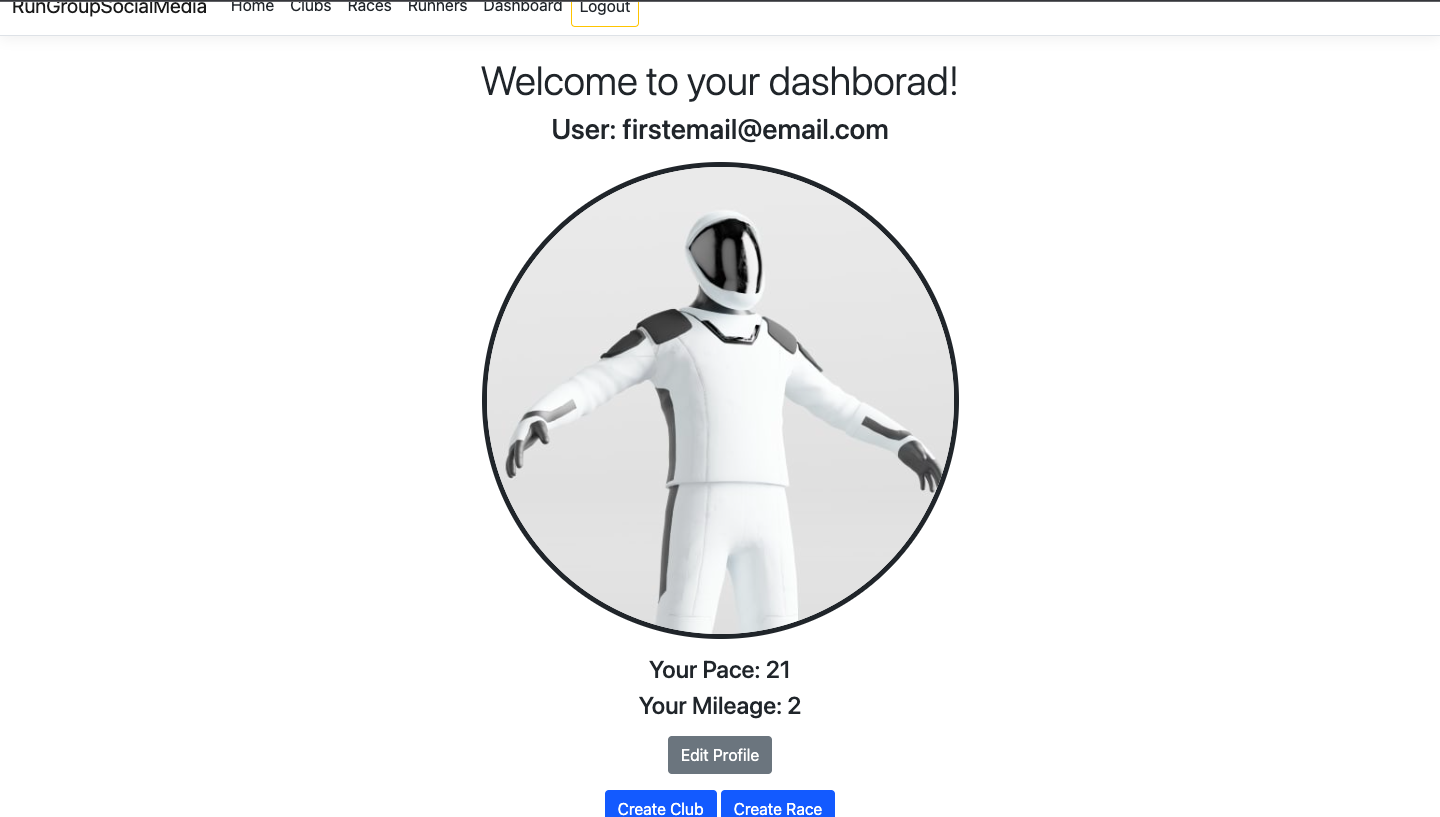 RunGroupSocialMedia Home Clubs Races Runners Dashboard Logout
Welcome to your dashborad!
User: firstemail@email.com
Your Pace: 21
Your Mileage: 2
Edit Profile
Create Club Create Race